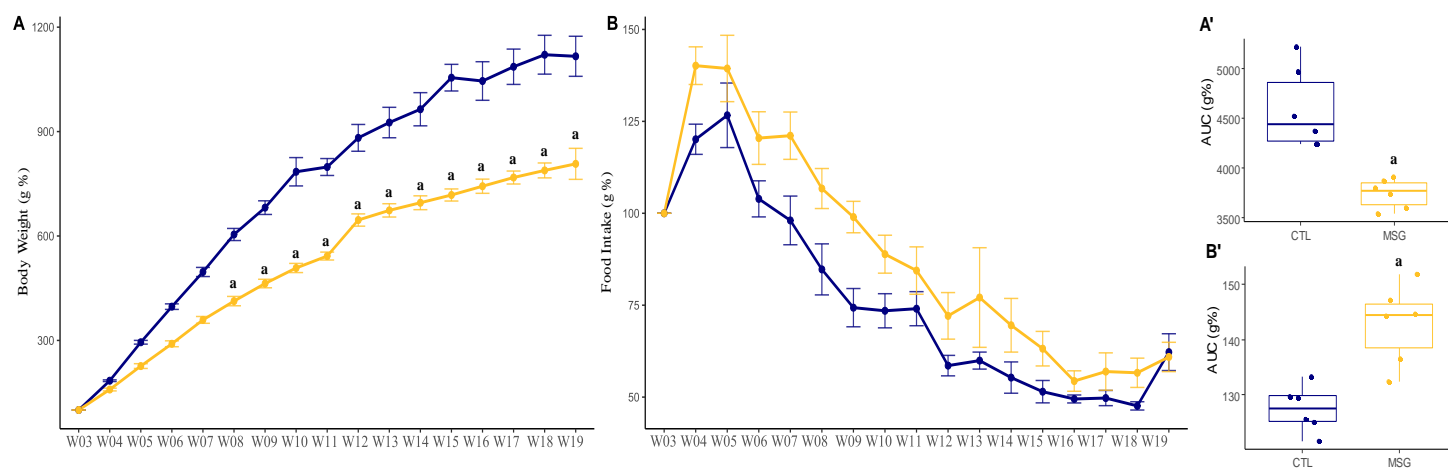 A
Body Weight (g %)
1200
900
600
300
a a a a a a a a a a a a
W03 W04 W05 W06 W07 W08 W09 W10 W11 W12 W13 W14 W15 W16 W17 W18 W19
B
Food Intake (g %)
150
125
100
75
50
W03 W04 W05 W06 W07 W08 W09 W10 W11 W12 W13 W14 W15 W16 W17 W18 W19
A'
AUC (g%)
5000
4500
4000
3500
a
CTL MSG
B'
AUC (g%)
150
140
130
a
CTL MSG